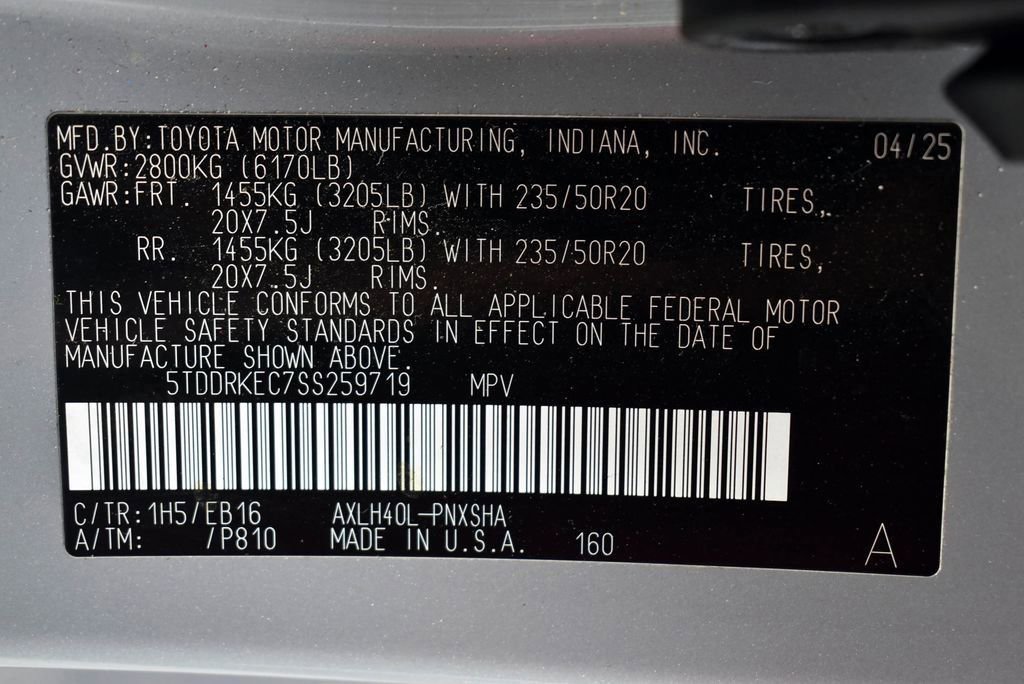 MFD.BY:TOYOTA MOTOR MANUFACTURING, INDIANA, INC. 04/25
GVWR:2800KG (6170LB)
GAWR:FRT. 1455KG (3205LB) WITH 235/50R20 TIRES,
20X7.5J RIMS.
RR. 1455KG (3205LB) WITH 235/50R20 TIRES,
20X7.5J RIMS.
THIS VEHICLE CONFORMS TO ALL APPLICABLE FEDERAL MOTOR
VEHICLE SAFETY STANDARDS IN EFFECT ON THE DATE OF
MANUFACTURE SHOWN ABOVE.
5TDDRKEC7SS259719 MPV
C/TR:1H5/EB16 AXLH40L-PNXSHA
A/TM: /P810 MADE IN U.S.A. 160 A